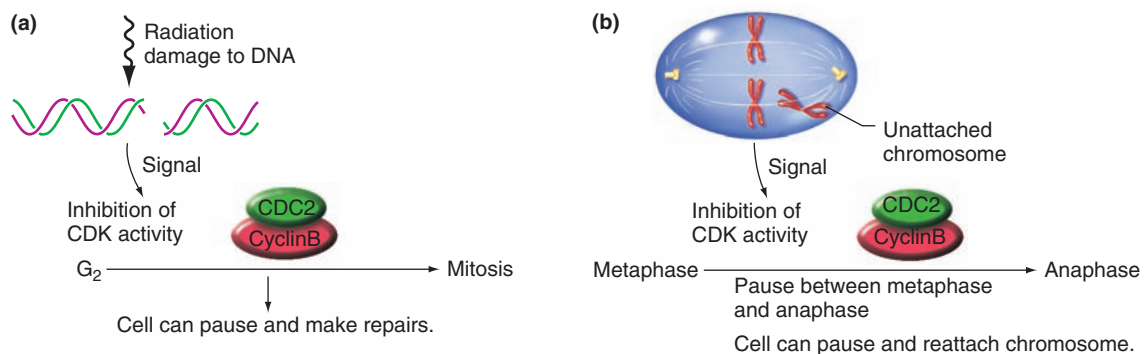 (a)
Radiation
damage to DNA
Signal
Inhibition of
CDK activity
CDC2
CyclinB
G₂
Mitosis
Cell can pause and make repairs.
(b)
Unattached
chromosome
Signal
Inhibition of
CDK activity
CDC2
CyclinB
Metaphase
Anaphase
Pause between metaphase
and anaphase
Cell can pause and reattach chromosome.